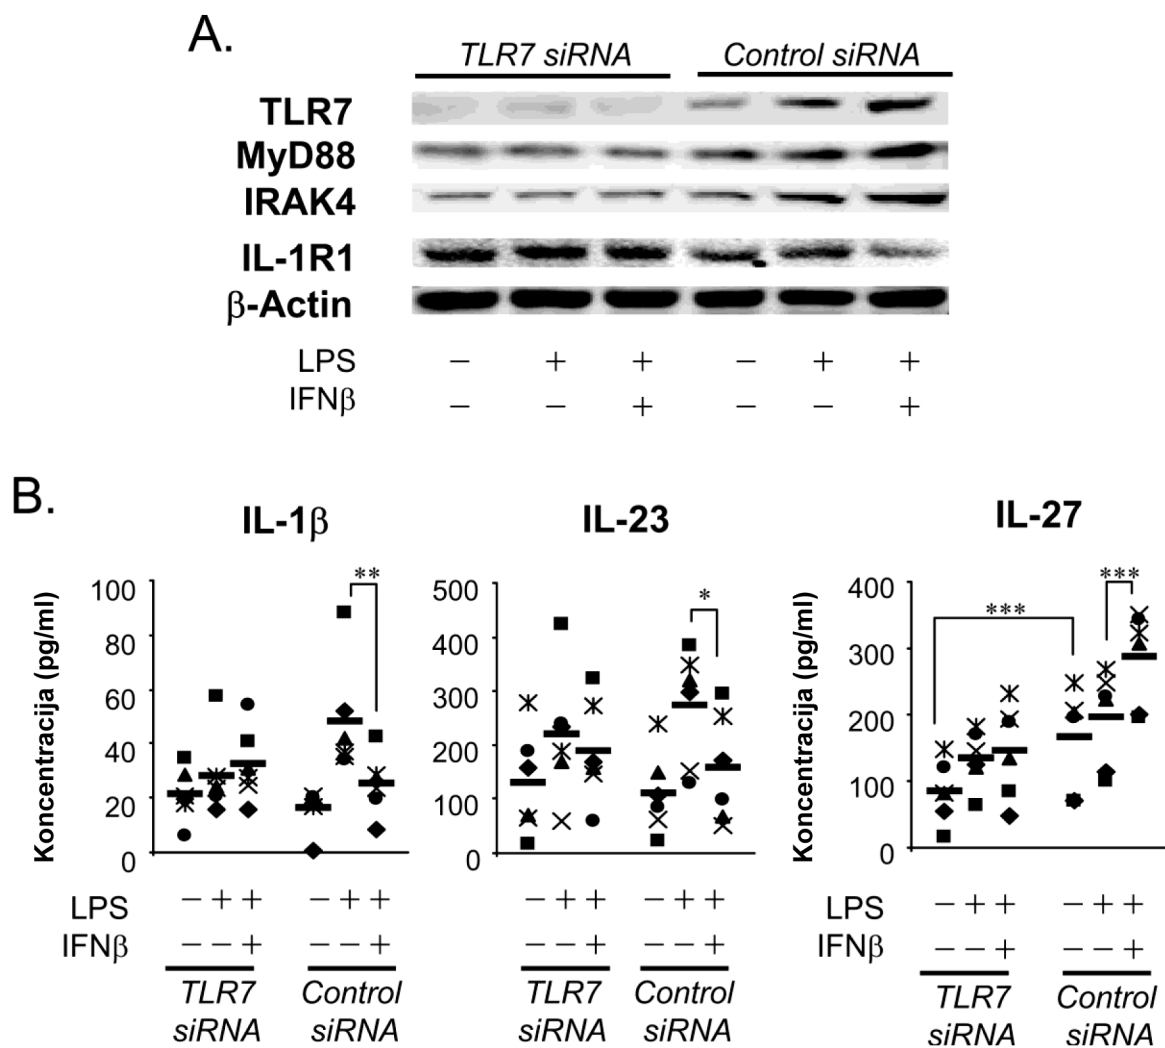 A.
TLR7 siRNA Control siRNA
TLR7
MyD88
IRAK4
IL-1R1
β-Actin
LPS – + + – + +
IFNβ – – + – – +
B.
IL-1β
Koncentracija (pg/ml)
100
80
60
40
20
0
**
LPS – + + – + +
IFNβ – – + – – +
TLR7 Control
siRNA siRNA
IL-23
500
400
300
200
100
0
*
– + + – + +
– – + – – +
TLR7 Control
siRNA siRNA
IL-27
Koncentracija (pg/ml)
400
300
200
100
0
*** ***
LPS – + + – + +
IFNβ – – + – – +
TLR7 Control
siRNA siRNA